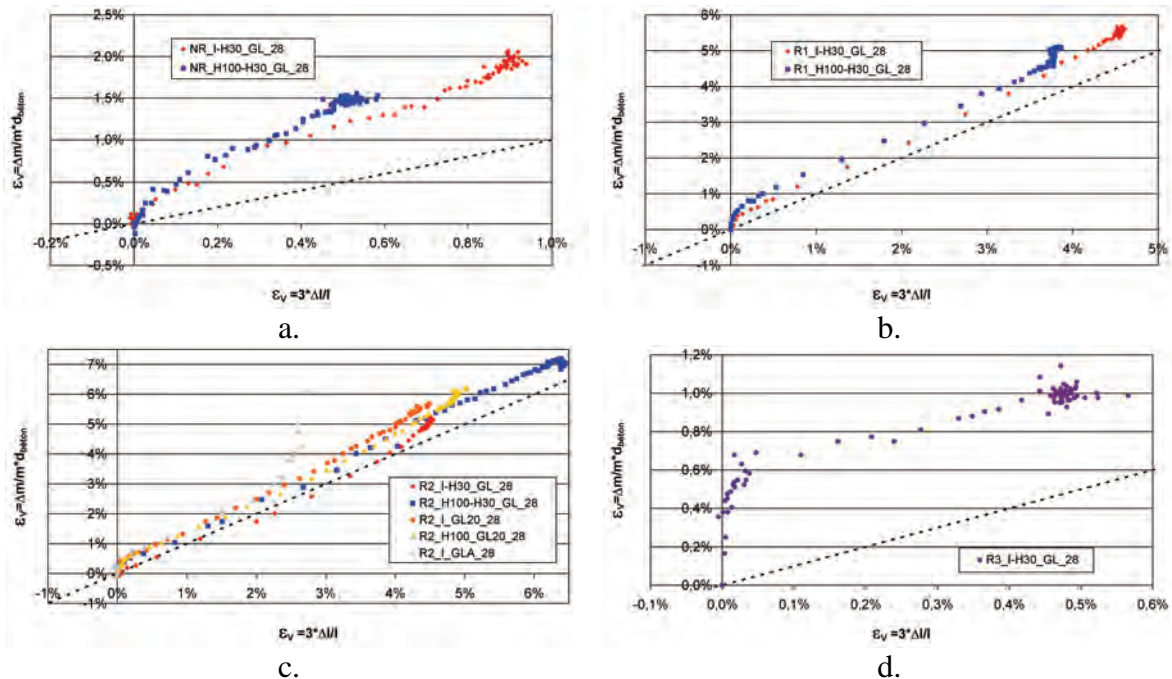 2,5%
2,0%
1,5%
1,0%
0,5%
0,0%
-0,5%
-0,2%
0,0%
0,2%
0,4%
0,6%
0,8%
1,0%
NR_I-H30_GL_28
NR_H100-H30_GL_28
εV=Δm/m*dbéton
εV =3*Δl/l
a.
6%
5%
4%
3%
2%
1%
0%
-1%
-1%
0%
1%
2%
3%
4%
5%
R1_I-H30_GL_28
R1_H100-H30_GL_28
εV=Δm/m*dbéton
εV =3*Δl/l
b.
7%
6%
5%
4%
3%
2%
1%
0%
-1%
-1%
0%
1%
2%
3%
4%
5%
6%
R2_I-H30_GL_28
R2_H100-H30_GL_28
R2_I_GL20_28
R2_H100_GL20_28
R2_I_GLA_28
εV=Δm/m*dbéton
εV =3*Δl/l
c.
1,2%
1,0%
0,8%
0,6%
0,4%
0,2%
0,0%
-0,1%
0,0%
0,1%
0,2%
0,3%
0,4%
0,5%
0,6%
R3_I-H30_GL_28
εV=Δm/m*dbéton
εV =3*Δl/l
d.